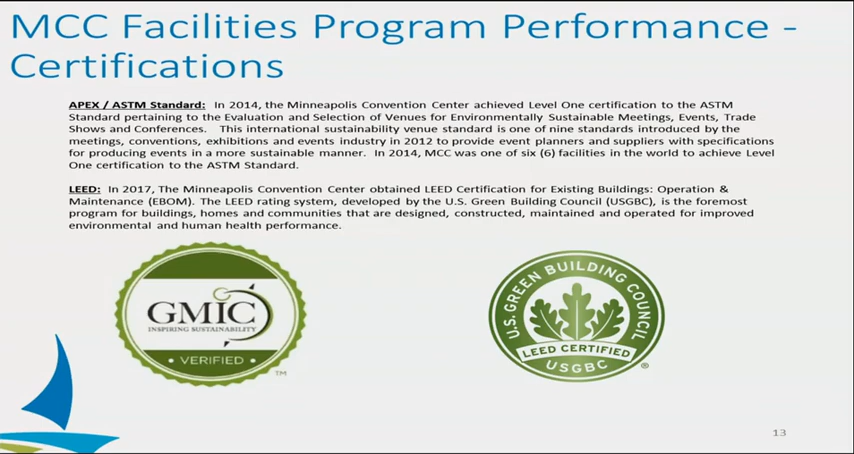 MCC Facilities Program Performance -
Certifications
APEX / ASTM Standard: In 2014, the Minneapolis Convention Center achieved Level One certification to the ASTM
Standard pertaining to the Evaluation and Selection of Venues for Environmentally Sustainable Meetings, Events, Trade
Shows and Conferences. This international sustainability venue standard is one of nine standards introduced by the
meetings, conventions, exhibitions and events industry in 2012 to provide event planners and suppliers with specifications
for producing events in a more sustainable manner. In 2014, MCC was one of six (6) facilities in the world to achieve Level
One certification to the ASTM Standard.
LEED: In 2017, The Minneapolis Convention Center obtained LEED Certification for Existing Buildings: Operation &
Maintenance (EBOM). The LEED rating system, developed by the U.S. Green Building Council (USGBC), is the foremost
program for buildings, homes and communities that are designed, constructed, maintained and operated for improved
environmental and human health performance.
GMIC
INSPIRING SUSTAINABILITY
• VERIFIED •
TM
U.S. GREEN BUILDING COUNCIL
LEED CERTIFIED
USGBC
®
13